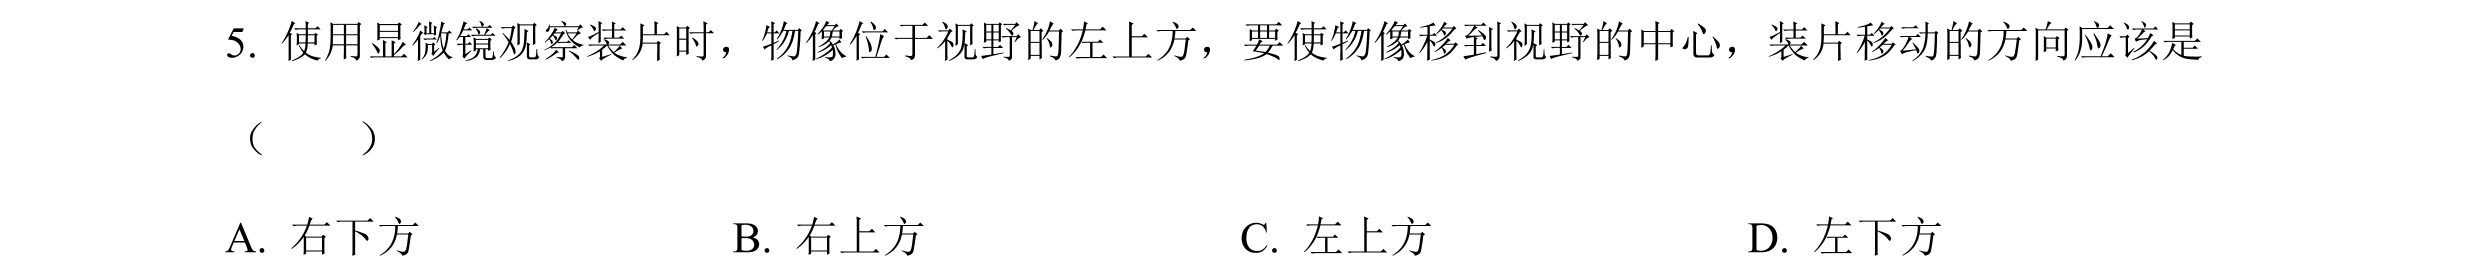 5. 使用显微镜观察装片时，物像位于视野的左上方，要使物像移到视野的中心，装片移动的方向应该是
（　　）
A. 右下方　　B. 右上方　　C. 左上方　　D. 左下方